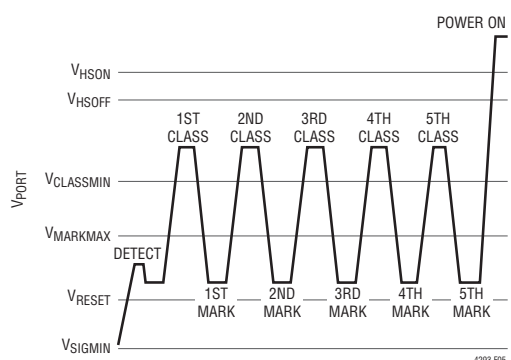 POWER ON
VHSON
VHSOFF
1ST CLASS
2ND CLASS
3RD CLASS
4TH CLASS
5TH CLASS
VPORT
VCLASSMIN
VMARKMAX
DETECT
VRESET
1ST MARK
2ND MARK
3RD MARK
4TH MARK
5TH MARK
VSIGMIN
4293 F05